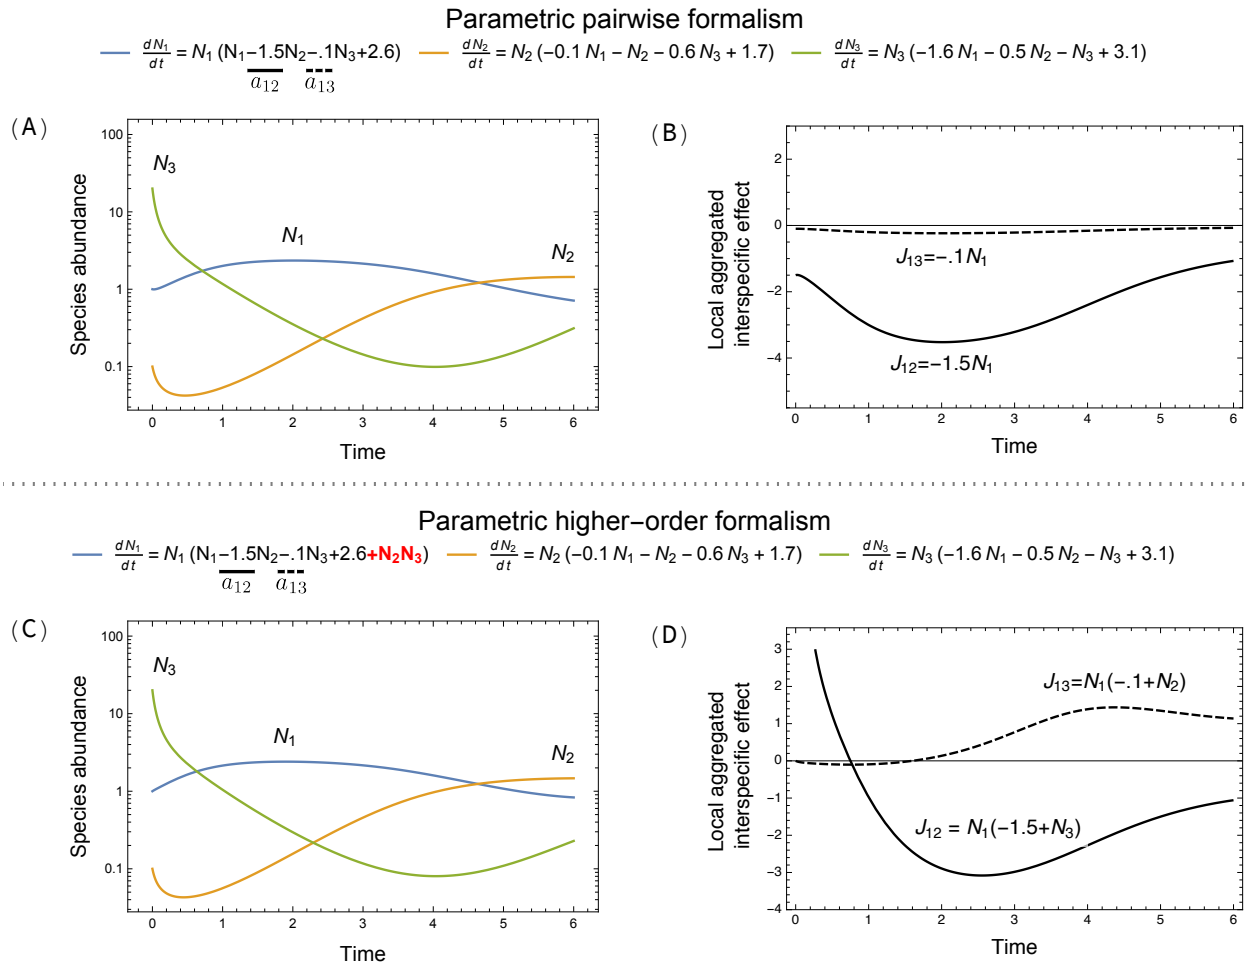 Parametric pairwise formalism
dN₁/dt = N₁ (N₁−1.5N₂−.1N₃+2.6) dN₂/dt = N₂ (−0.1 N₁ − N₂ − 0.6 N₃ + 1.7) dN₃/dt = N₃ (−1.6 N₁ − 0.5 N₂ − N₃ + 3.1)
a₁₂ a₁₃
(A)
Species abundance
100
10
1
0.1
N₃
N₁
N₂
0 1 2 3 4 5 6
Time
(B)
Local aggregated
interspecific effect
2
0
−2
−4
J₁₃=−.1N₁
J₁₂=−1.5N₁
0 1 2 3 4 5 6
Time
Parametric higher−order formalism
dN₁/dt = N₁ (N₁−1.5N₂−.1N₃+2.6+N₂N₃) dN₂/dt = N₂ (−0.1 N₁ − N₂ − 0.6 N₃ + 1.7) dN₃/dt = N₃ (−1.6 N₁ − 0.5 N₂ − N₃ + 3.1)
a₁₂ a₁₃
(C)
Species abundance
100
10
1
0.1
N₃
N₁
N₂
0 1 2 3 4 5 6
Time
(D)
Local aggregated
interspecific effect
3
2
1
0
−1
−2
−3
−4
J₁₃=N₁(−.1+N₂)
J₁₂ = N₁(−1.5+N₃)
0 1 2 3 4 5 6
Time